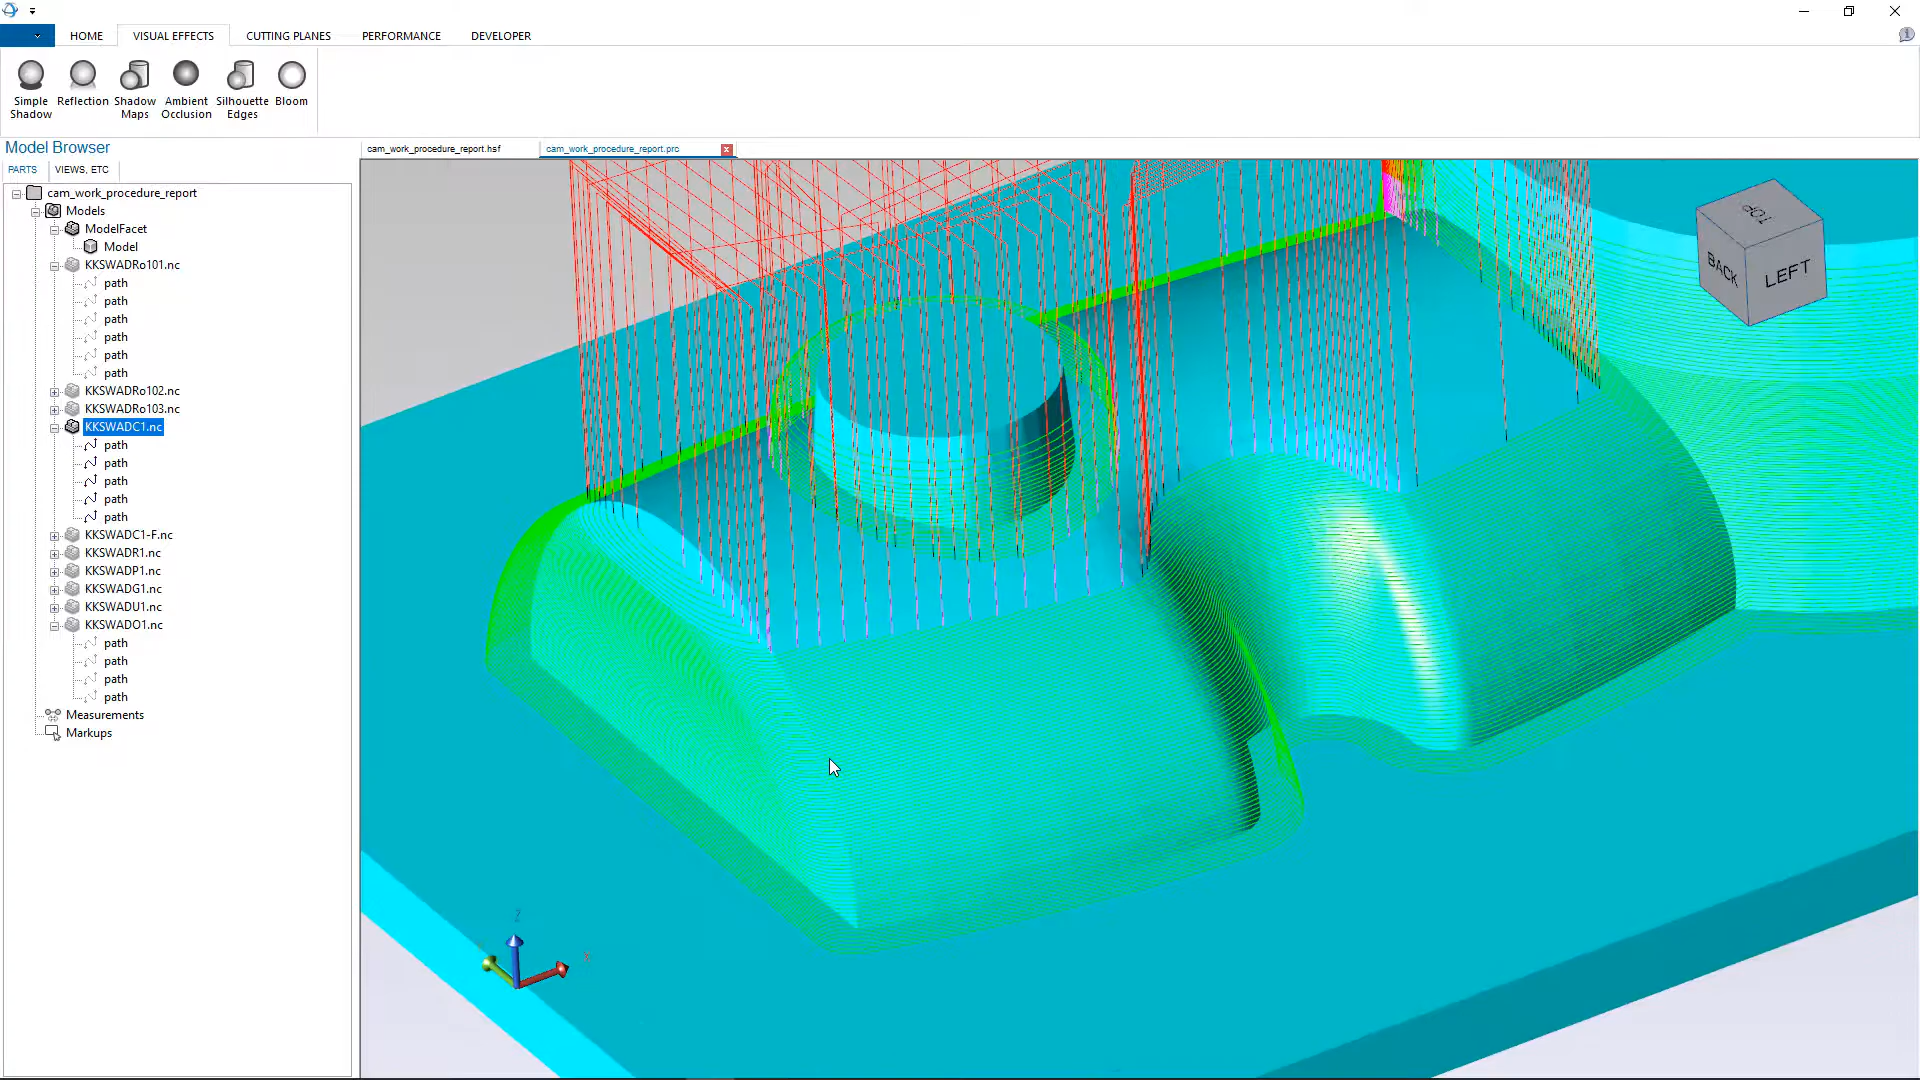 HOME VISUAL EFFECTS CUTTING PLANES PERFORMANCE DEVELOPER
Simple Shadow
Reflection
Shadow Maps
Ambient Occlusion
Silhouette Edges
Bloom
Model Browser
PARTS VIEWS, ETC
cam_work_procedure_report
Models
ModelFacet
Model
KKSWADRo101.nc
path
path
path
path
path
path
KKSWADRo102.nc
KKSWADRo103.nc
KKSWADC1.nc
path
path
path
path
path
KKSWADC1-F.nc
KKSWADR1.nc
KKSWADP1.nc
KKSWADG1.nc
KKSWADU1.nc
KKSWADO1.nc
path
path
path
path
Measurements
Markups
cam_work_procedure_report.hsf cam_work_procedure_report.prc
TOP
BACK
LEFT
Z
X